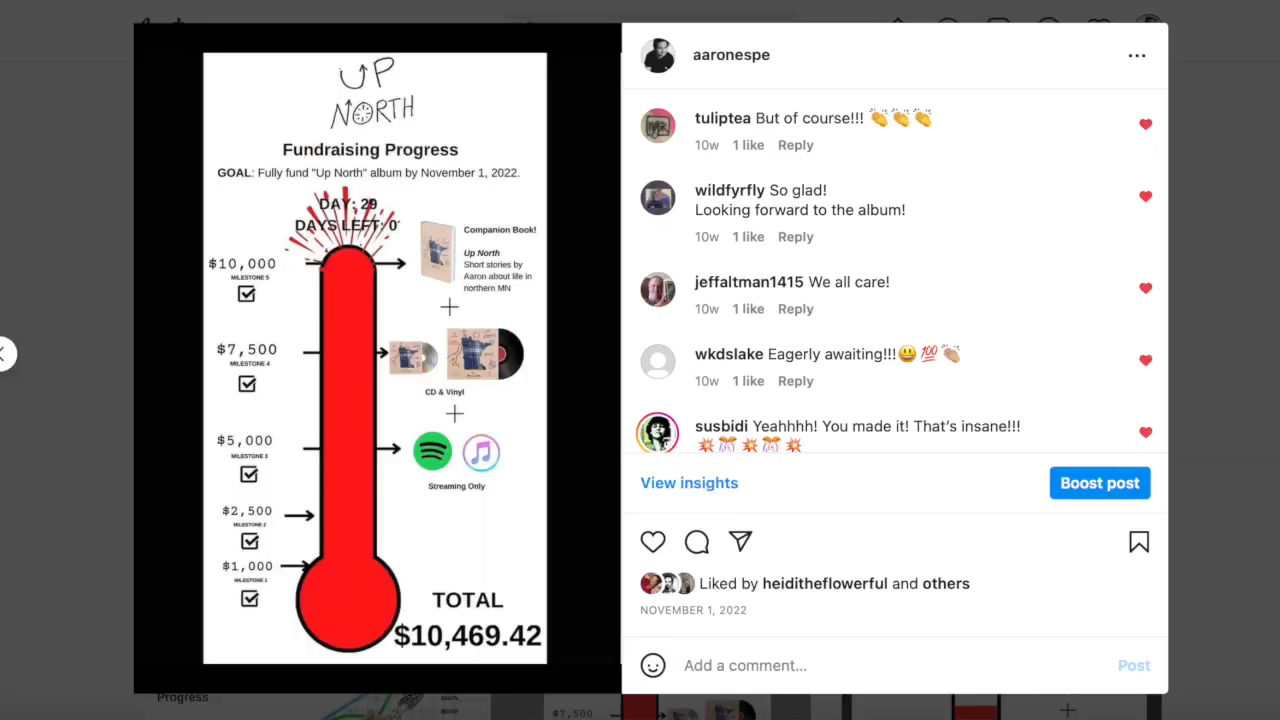 UP
NORTH
Fundraising Progress
GOAL: Fully fund "Up North" album by November 1, 2022.
DAY: 29
DAYS LEFT: 0
$10,000
MILESTONE 5
Companion Book!
Up North
Short stories by
Aaron about life in
northern MN
+
$7,500
MILESTONE 4
CD & Vinyl
+
$5,000
MILESTONE 3
Streaming Only
$2,500
MILESTONE 2
$1,000
MILESTONE 1
TOTAL
$10,469.42
aaronespe
tuliptea But of course!!! 👏👏👏
10w 1 like Reply
wildfyrfly So glad!
Looking forward to the album!
10w 1 like Reply
jeffaltman1415 We all care!
10w 1 like Reply
wkdslake Eagerly awaiting!!!😃💯👏🏽
10w 1 like Reply
susbidi Yeahhhh! You made it! That’s insane!!!
💥🎊💥🎊💥
View insights
Boost post
Liked by heiditheflowerful and others
NOVEMBER 1, 2022
Add a comment...
Post
Progress
$7,500